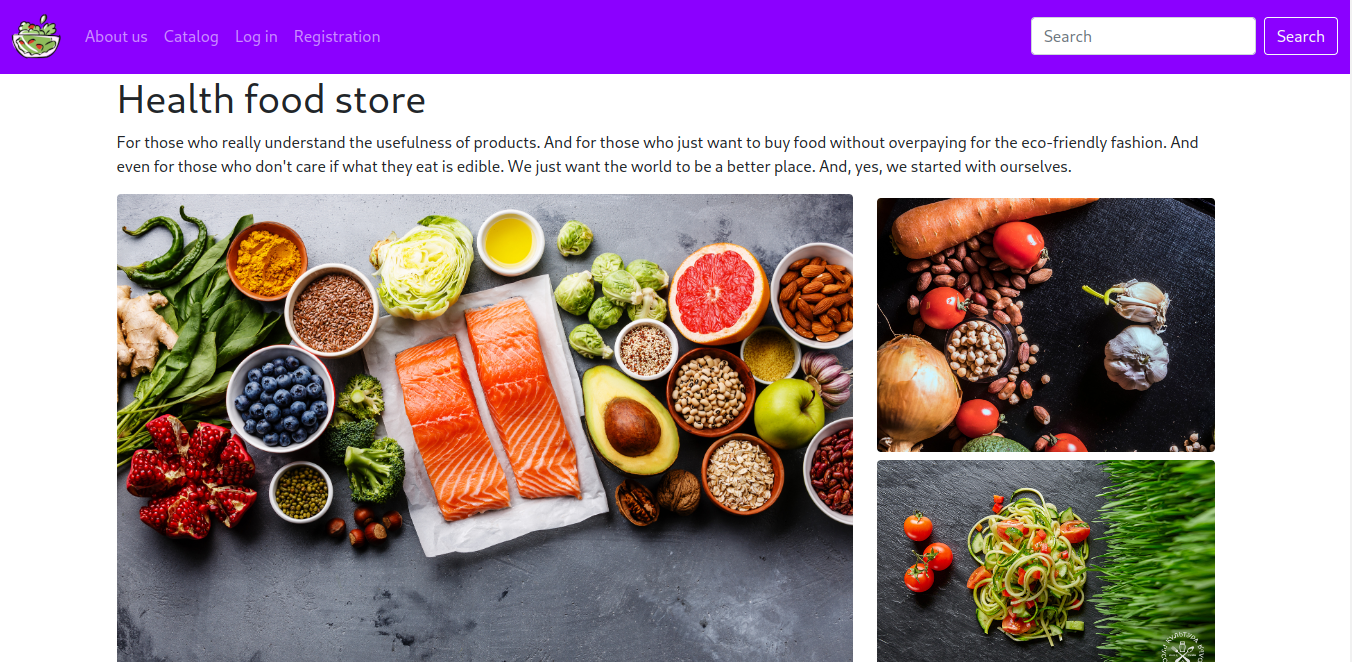 About us Catalog Log in Registration Search Search
Health food store
For those who really understand the usefulness of products. And for those who just want to buy food without overpaying for the eco-friendly fashion. And
even for those who don't care if what they eat is edible. We just want the world to be a better place. And, yes, we started with ourselves.